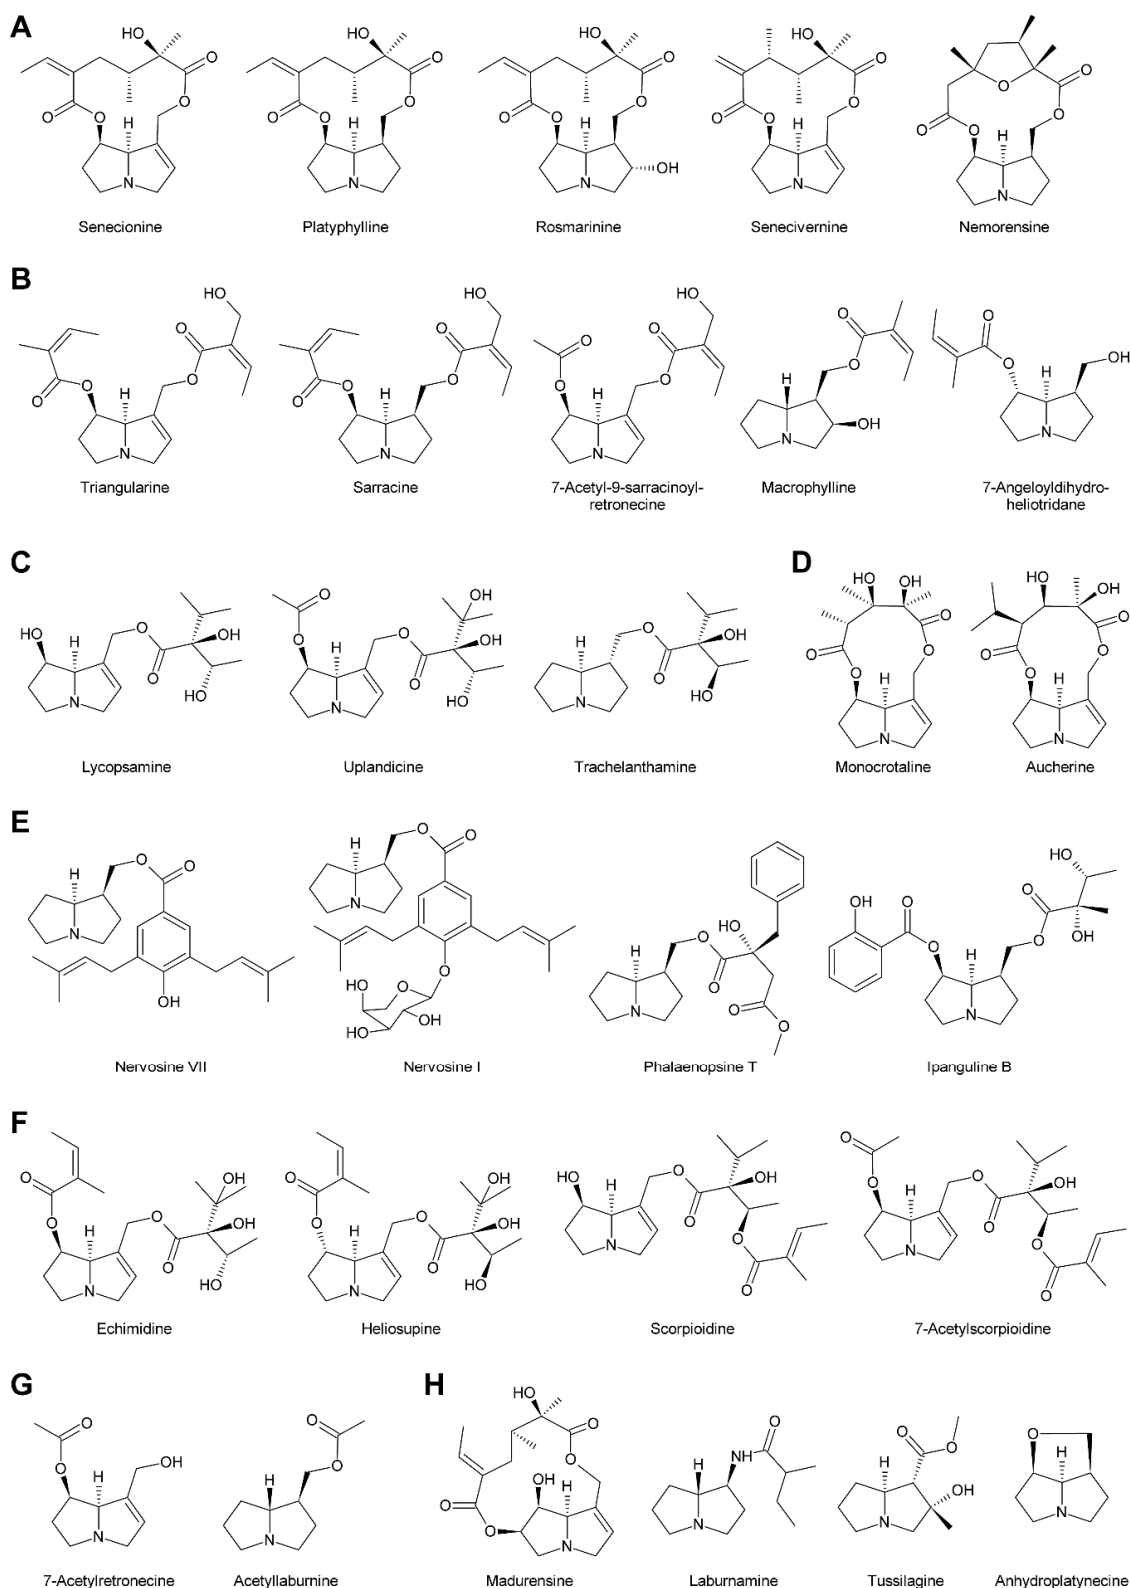 A
Senecionine
Platyphylline
Rosmarinine
Senecivernine
Nemorensine
B
Triangularine
Sarracine
7-Acetyl-9-sarracinoyl-
retronecine
Macrophylline
7-Angeloyldihydro-
heliotridane
C
D
Lycopsamine
Uplandicine
Trachelanthamine
Monocrotaline
Aucherine
E
Nervosine VII
Nervosine I
Phalaenopsine T
Ipanguline B
F
Echimidine
Heliosupine
Scorpioidine
7-Acetylscorpioidine
G
H
7-Acetylretronecine
Acetyllaburnine
Madurensine
Laburnamine
Tussilagine
Anhydroplatynecine